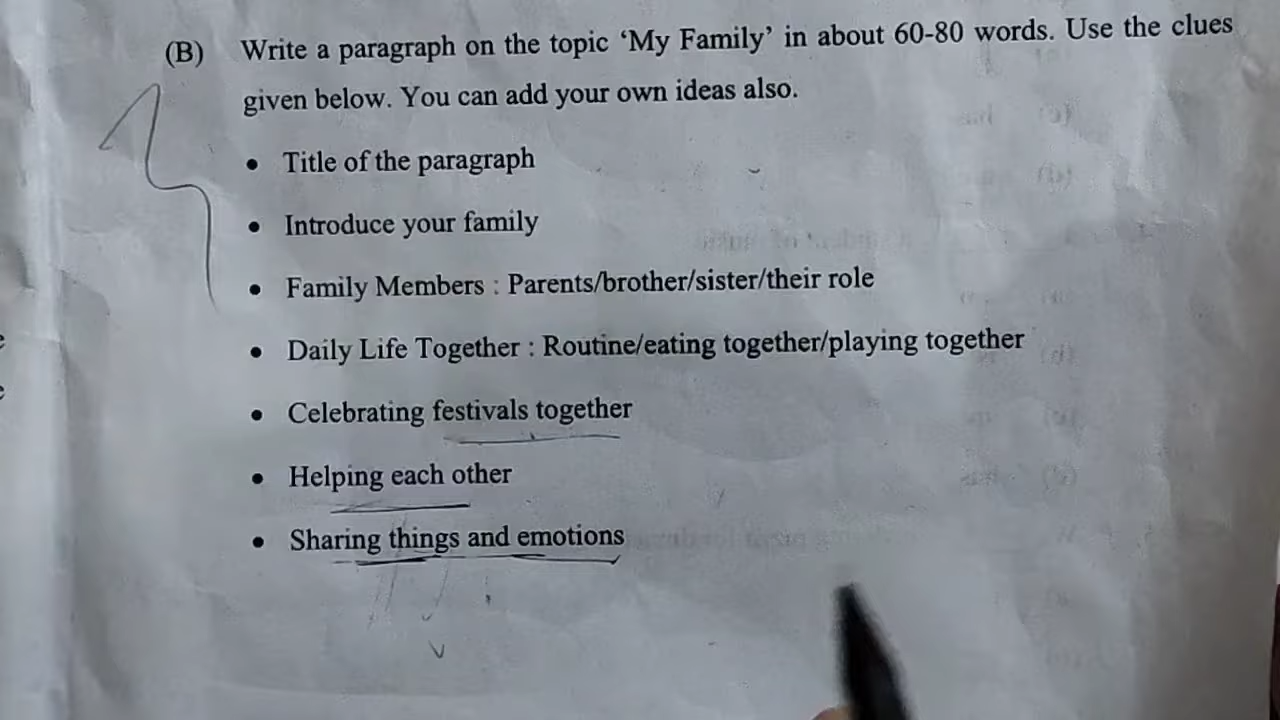 (B) Write a paragraph on the topic ‘My Family’ in about 60-80 words. Use the clues
given below. You can add your own ideas also.
• Title of the paragraph
• Introduce your family
• Family Members : Parents/brother/sister/their role
• Daily Life Together : Routine/eating together/playing together
• Celebrating festivals together
• Helping each other
• Sharing things and emotions